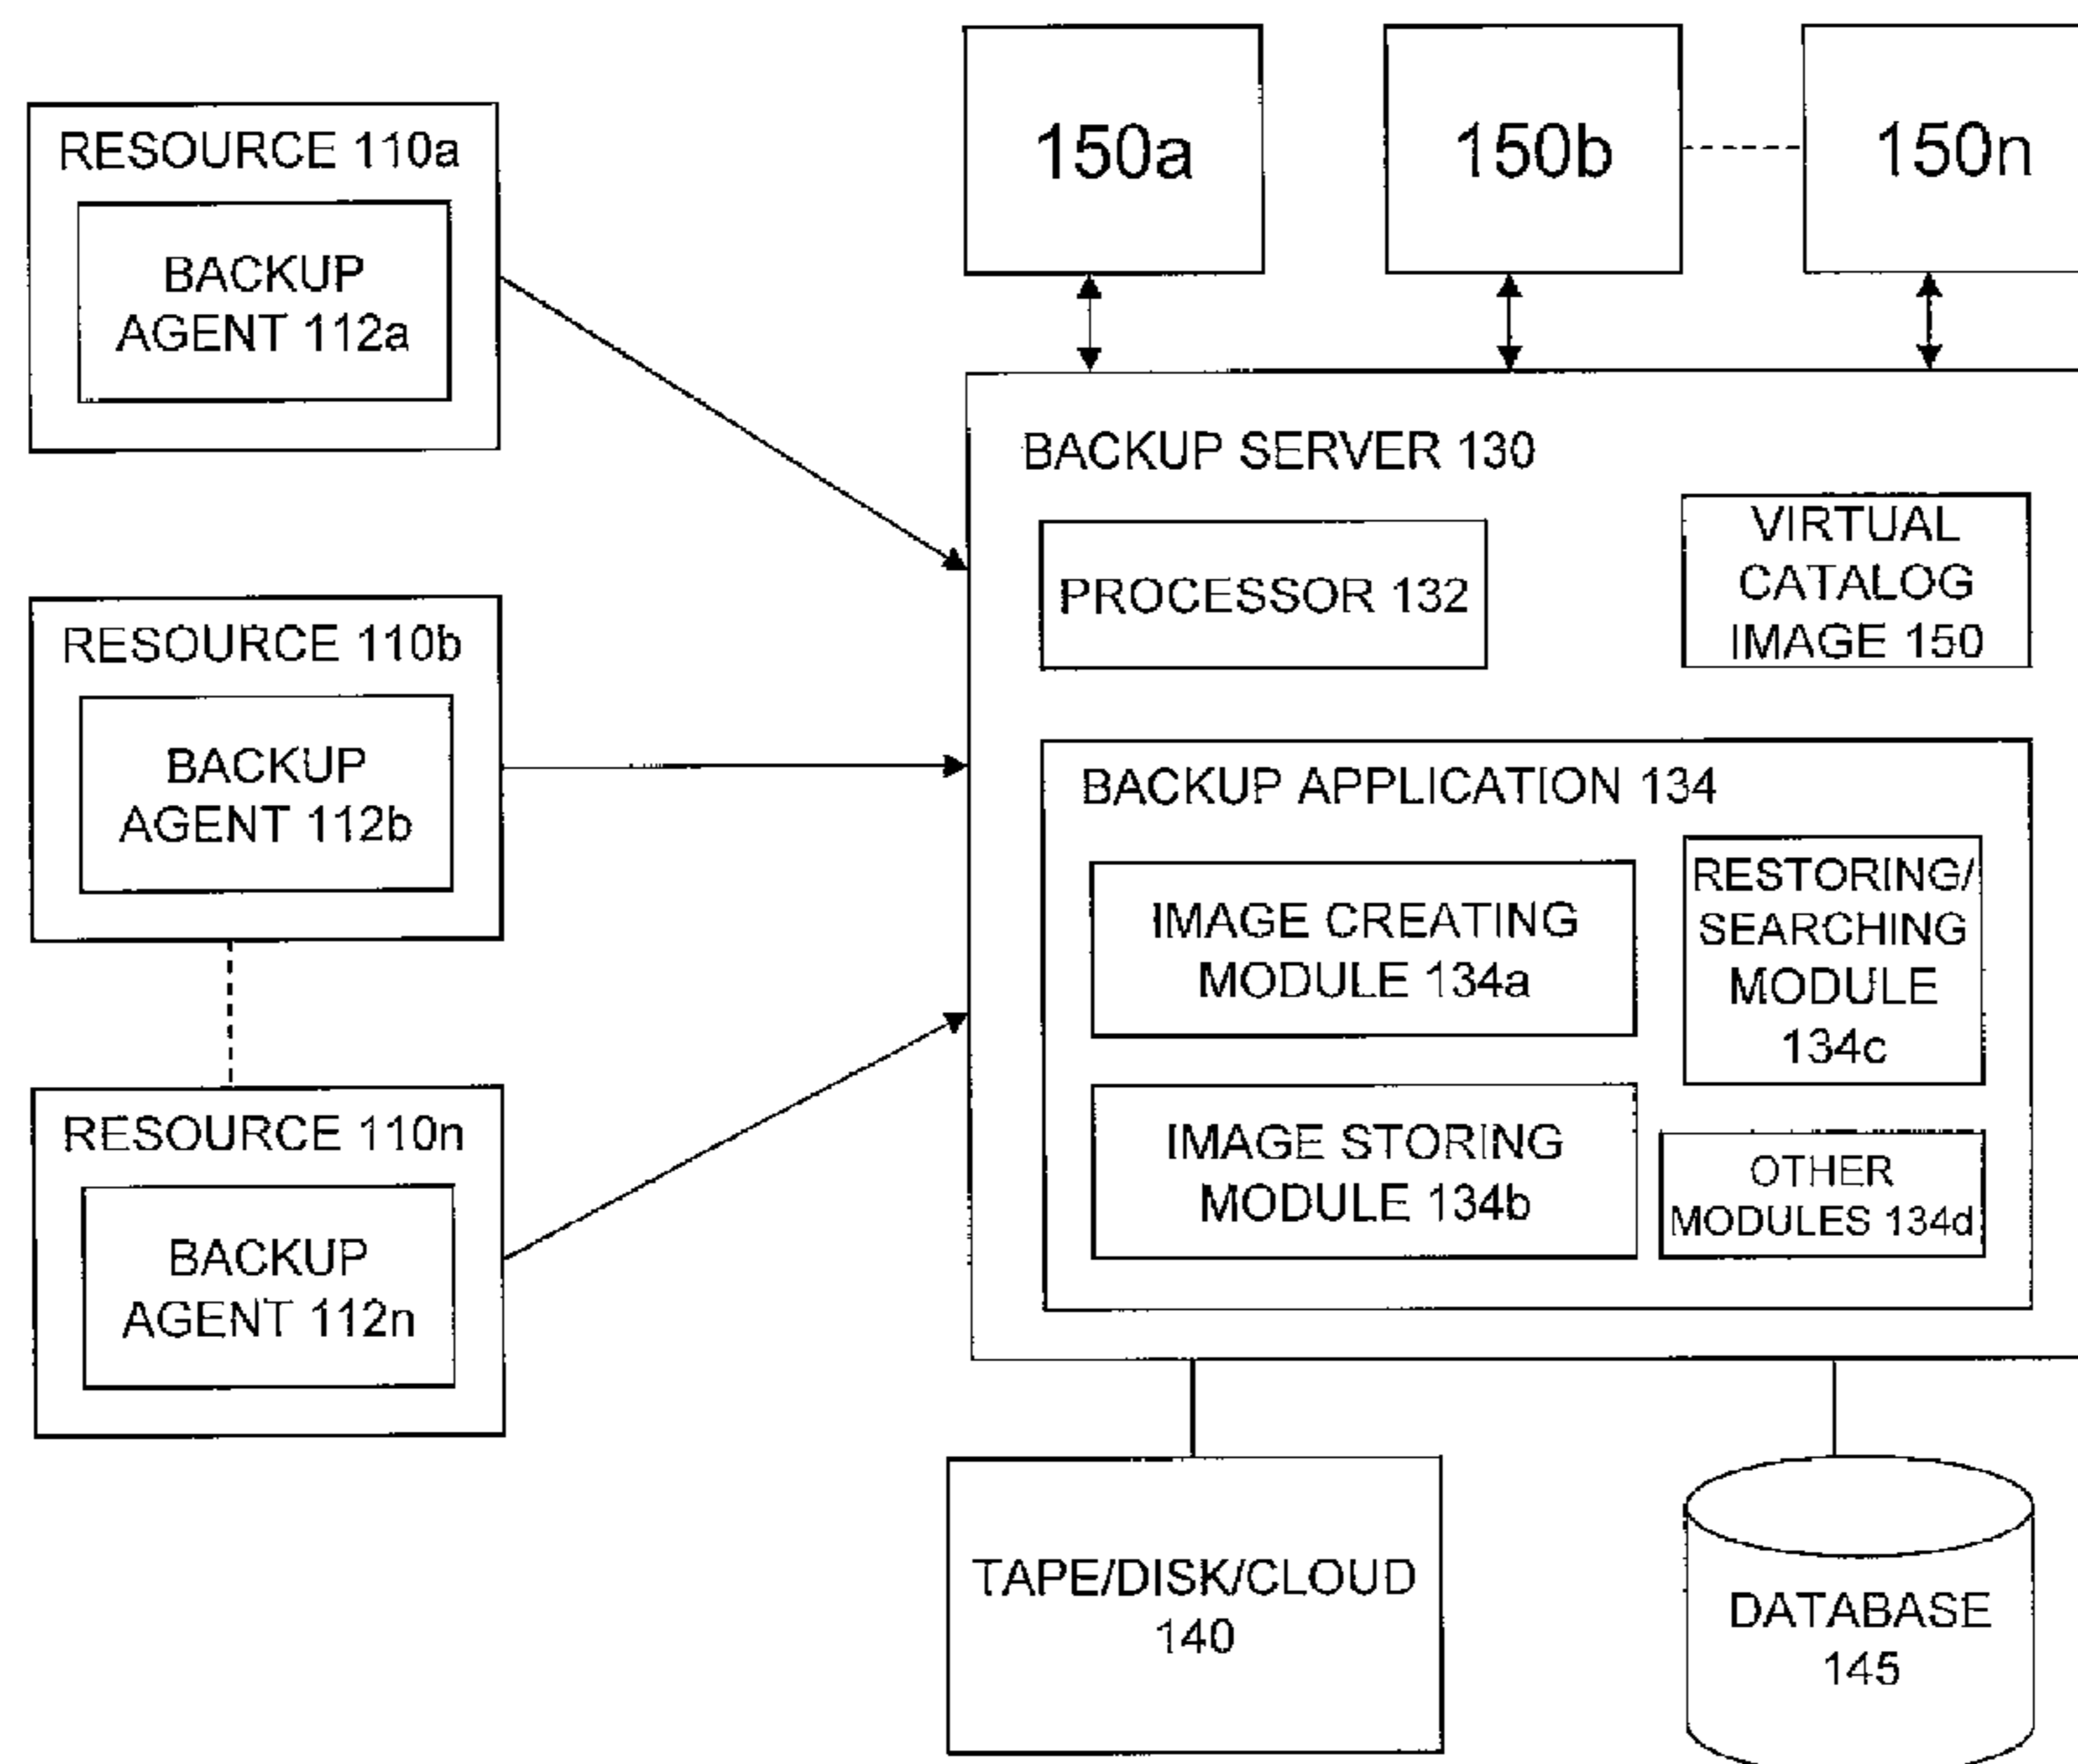 RESOURCE 110a
BACKUP
AGENT 112a
RESOURCE 110b
BACKUP
AGENT 112b
RESOURCE 110n
BACKUP
AGENT 112n
150a
150b
150n
BACKUP SERVER 130
PROCESSOR 132
VIRTUAL
CATALOG
IMAGE 150
BACKUP APPLICATION 134
IMAGE CREATING
MODULE 134a
RESTORING/
SEARCHING
MODULE
134c
IMAGE STORING
MODULE 134b
OTHER
MODULES 134d
TAPE/DISK/CLOUD
140
DATABASE
145